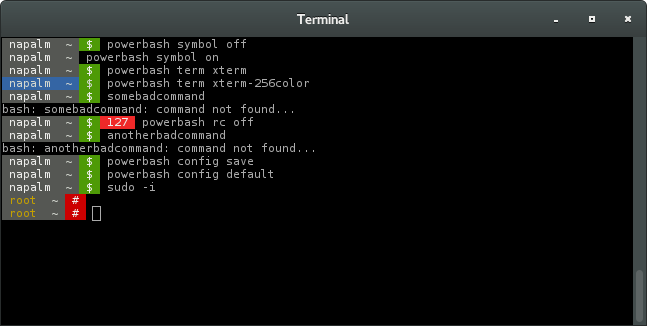 Terminal
napalm ~ $ powerbash symbol off
napalm ~ powerbash symbol on
napalm ~ $ powerbash term xterm
napalm ~ $ powerbash term xterm-256color
napalm ~ $ somebadcommand
bash: somebadcommand: command not found...
napalm ~ $ 127 powerbash rc off
napalm ~ $ anotherbadcommand
bash: anotherbadcommand: command not found...
napalm ~ $ powerbash config save
napalm ~ $ powerbash config default
napalm ~ $ sudo -i
root ~ #
root ~ #